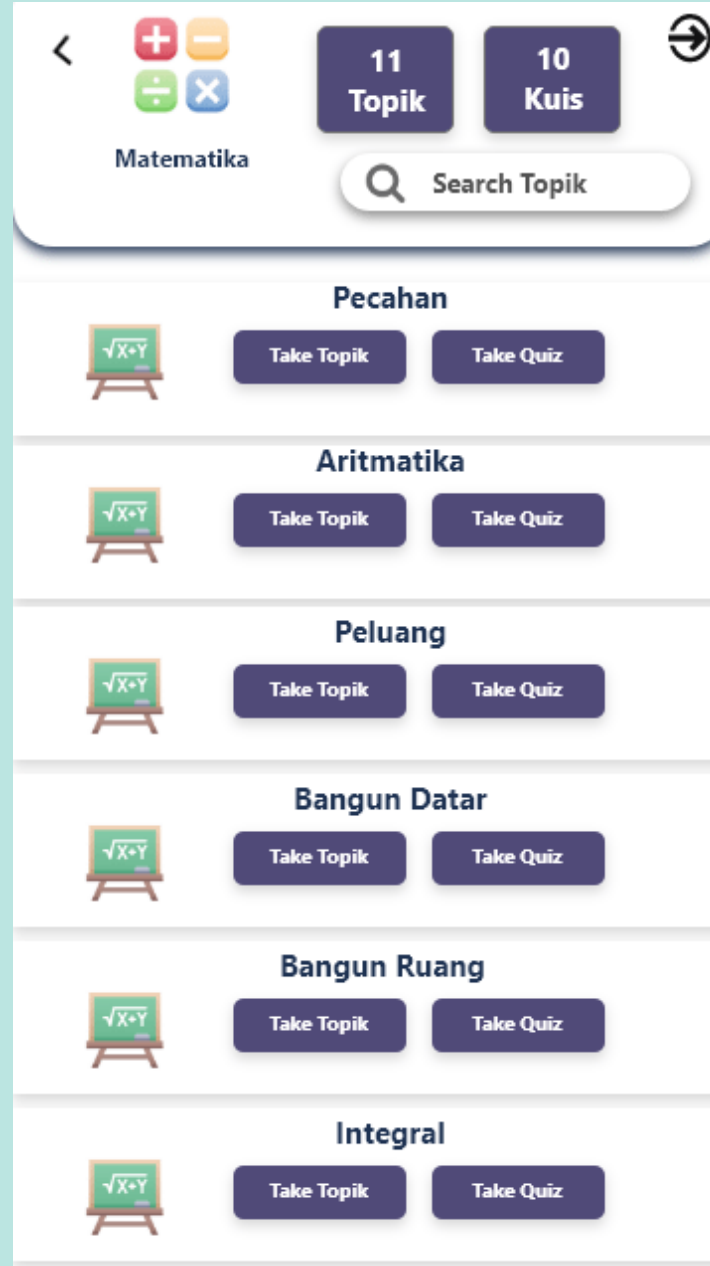 11
Topik
10
Kuis
Matematika
Search Topik
Pecahan
√X+Y
Take Topik
Take Quiz
Aritmatika
√X+Y
Take Topik
Take Quiz
Peluang
√X+Y
Take Topik
Take Quiz
Bangun Datar
√X+Y
Take Topik
Take Quiz
Bangun Ruang
√X+Y
Take Topik
Take Quiz
Integral
√X+Y
Take Topik
Take Quiz